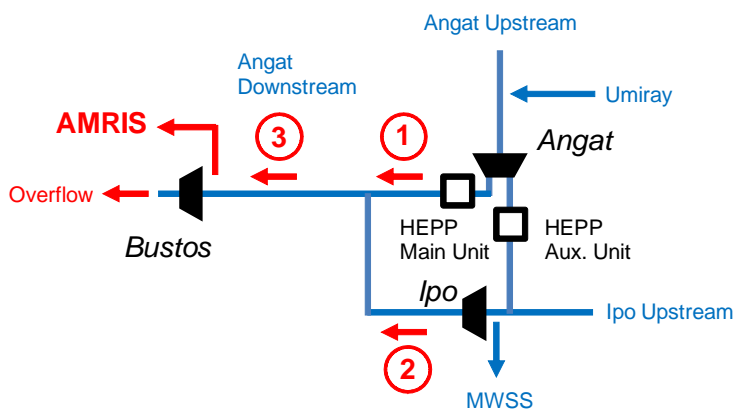 Angat Upstream
Angat
Downstream
Umiray
AMRIS
3
1
Angat
Overflow
HEPP
Main Unit
HEPP
Aux. Unit
Bustos
Ipo
Ipo Upstream
2
MWSS